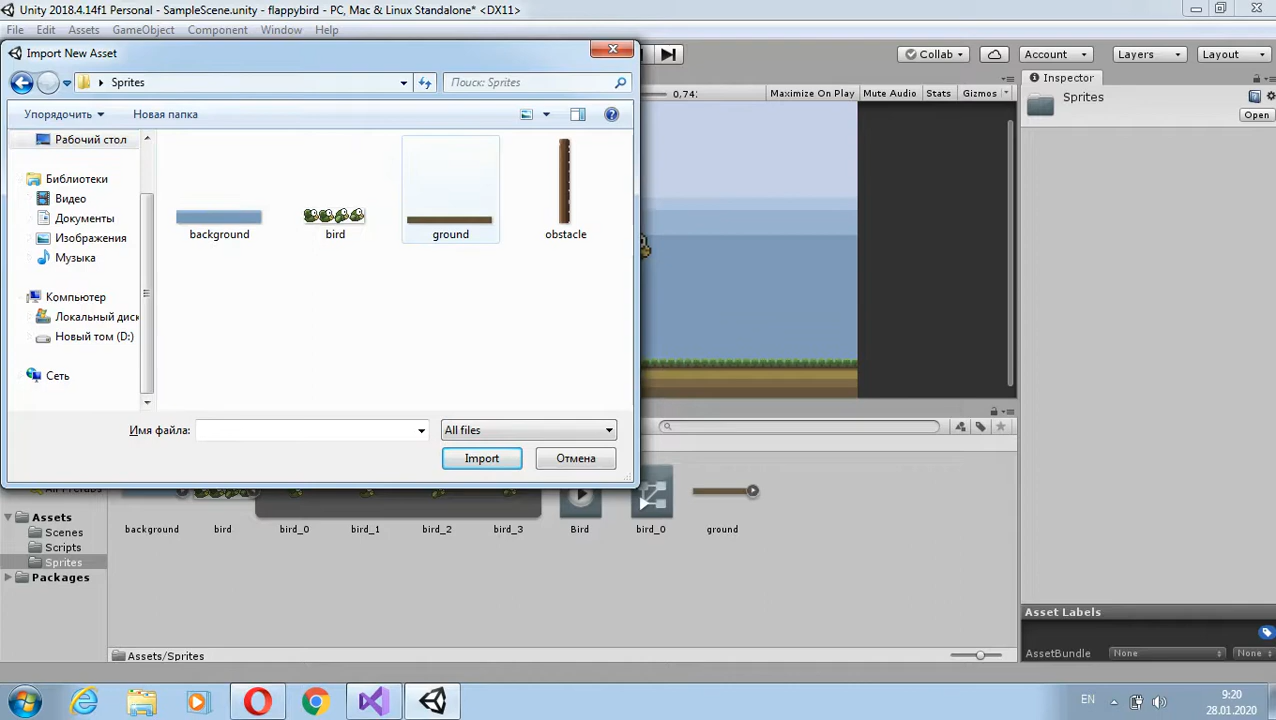 Unity 2018.4.14f1 Personal - SampleScene.unity - flappybird - PC, Mac & Linux Standalone* <DX11>
File Edit Assets GameObject Component Window Help
Import New Asset
Collab Account Layers Layout
Sprites
Поиск: Sprites
Inspector
0,74: Maximize On Play Mute Audio Stats Gizmos
Sprites
Open
Упорядочить Новая папка
Рабочий стол
Библиотеки
Видео
Документы
Изображения
Музыка
Компьютер
Локальный диск
Новый том (D:)
Сеть
background bird ground obstacle
Имя файла:
All files
Import Отмена
Assets
Scenes
Scripts
Sprites
Packages
background bird bird_0 bird_1 bird_2 bird_3 Bird bird_0 ground
Asset Labels
Assets/Sprites
AssetBundle None None
EN
9:20
28.01.2020